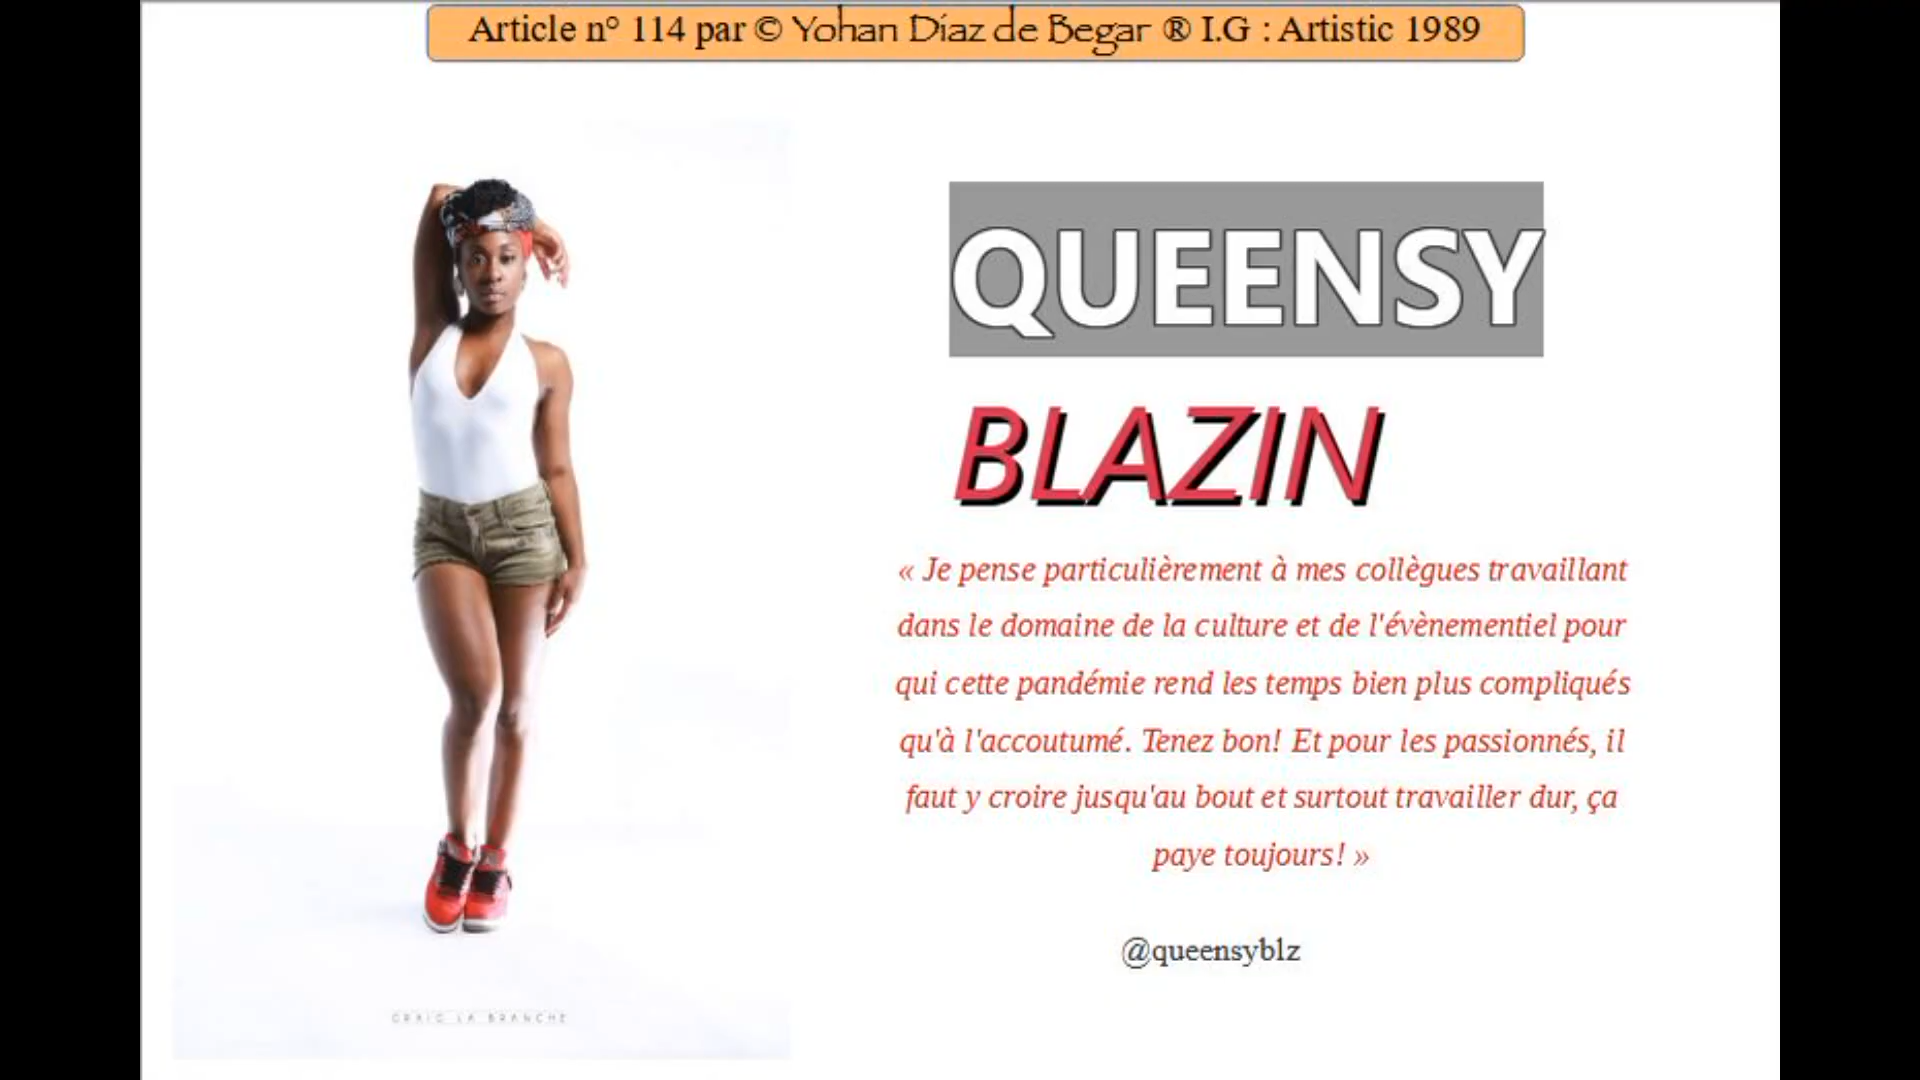 Article n° 114 par © Yohan Díaz de Begar ® I.G : Artistic 1989
QUEENSY
BLAZIN
« Je pense particulièrement à mes collègues travaillant
dans le domaine de la culture et de l'évènementiel pour
qui cette pandémie rend les temps bien plus compliqués
qu'à l'accoutumé. Tenez bon! Et pour les passionnés, il
faut y croire jusqu'au bout et surtout travailler dur, ça
paye toujours! »
@queensyblz
CRAIG LA BRANCHE